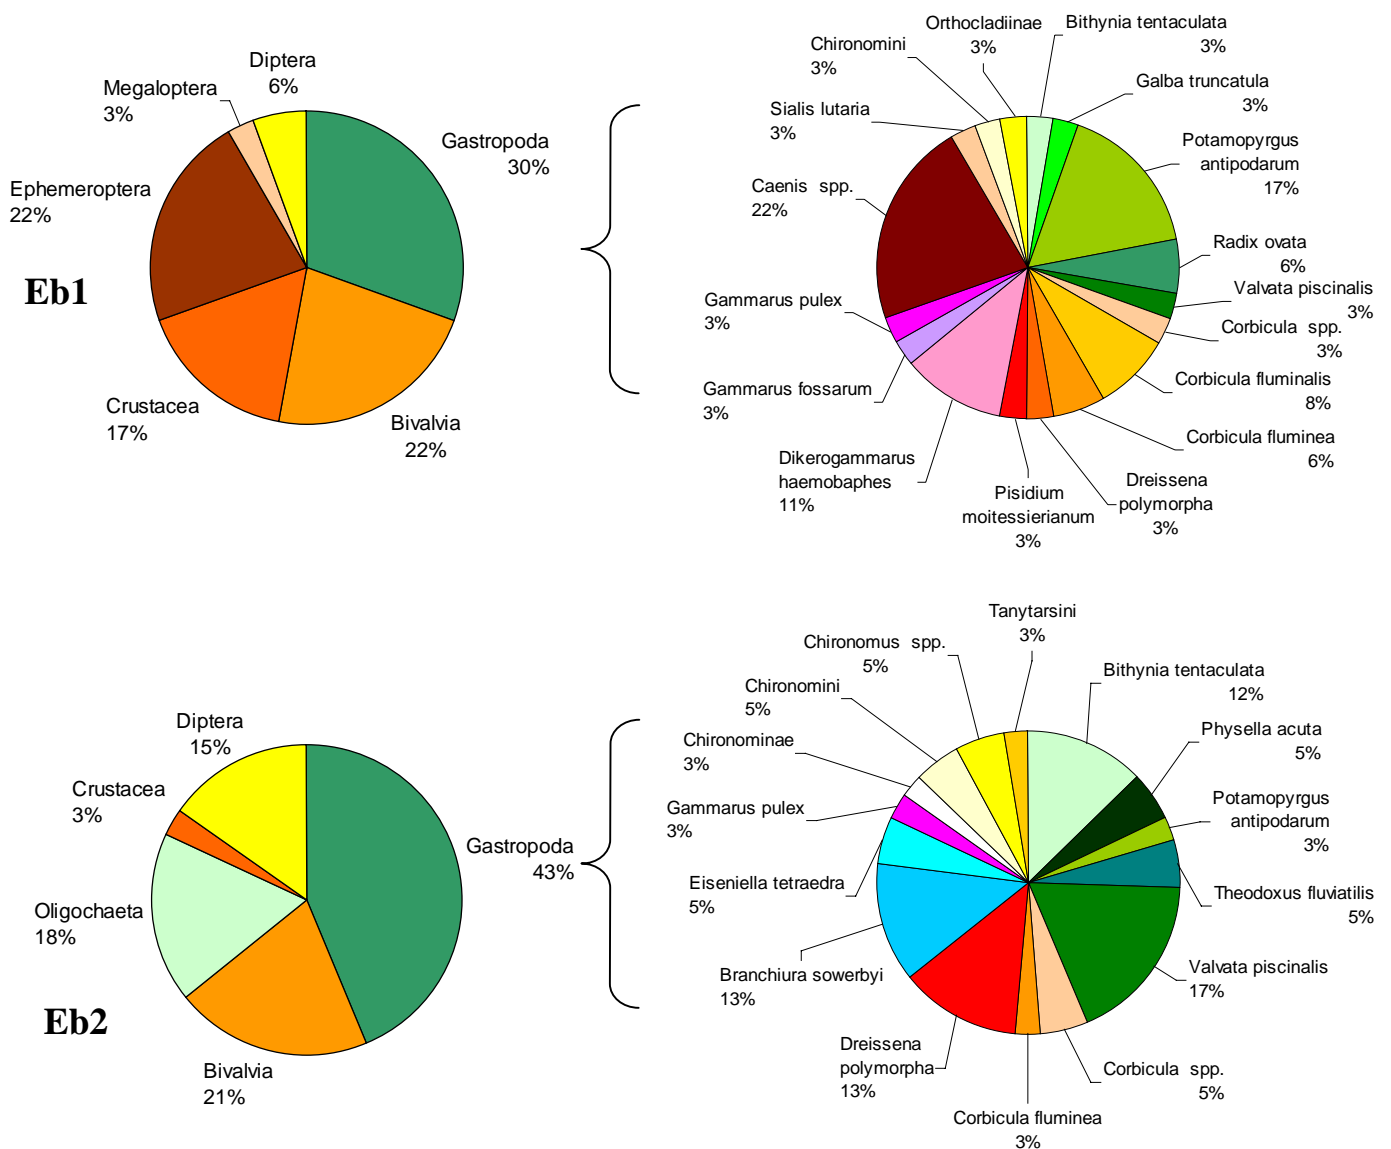 Diptera
6%
Megaloptera
3%
Gastropoda
30%
Ephemeroptera
22%
Eb1
Crustacea
17%
Bivalvia
22%
Orthocladiinae
3%
Bithynia tentaculata
3%
Chironomini
3%
Galba truncatula
3%
Sialis lutaria
3%
Potamopyrgus
antipodarum
17%
Caenis spp.
22%
Radix ovata
6%
Valvata piscinalis
3%
Gammarus pulex
3%
Corbicula spp.
3%
Gammarus fossarum
3%
Corbicula fluminalis
8%
Corbicula fluminea
6%
Dikerogammarus
haemobaphes
11%
Pisidium
moitessierianum
3%
Dreissena
polymorpha
3%
Diptera
15%
Crustacea
3%
Gastropoda
43%
Oligochaeta
18%
Eb2
Bivalvia
21%
Tanytarsini
3%
Chironomus spp.
5%
Bithynia tentaculata
12%
Chironomini
5%
Physella acuta
5%
Chironominae
3%
Potamopyrgus
antipodarum
3%
Gammarus pulex
3%
Eiseniella tetraedra
5%
Theodoxus fluviatilis
5%
Branchiura sowerbyi
13%
Valvata piscinalis
17%
Dreissena
polymorpha
13%
Corbicula spp.
5%
Corbicula fluminea
3%